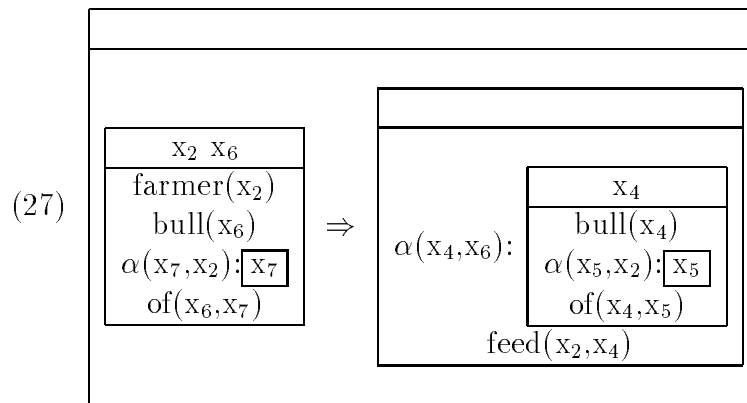 x₂ x₆
farmer(x₂)
bull(x₆)
α(x₇,x₂): x₇
of(x₆,x₇)
(27)
⇒
α(x₄,x₆):
x₄
bull(x₄)
α(x₅,x₂): x₅
of(x₄,x₅)
feed(x₂,x₄)